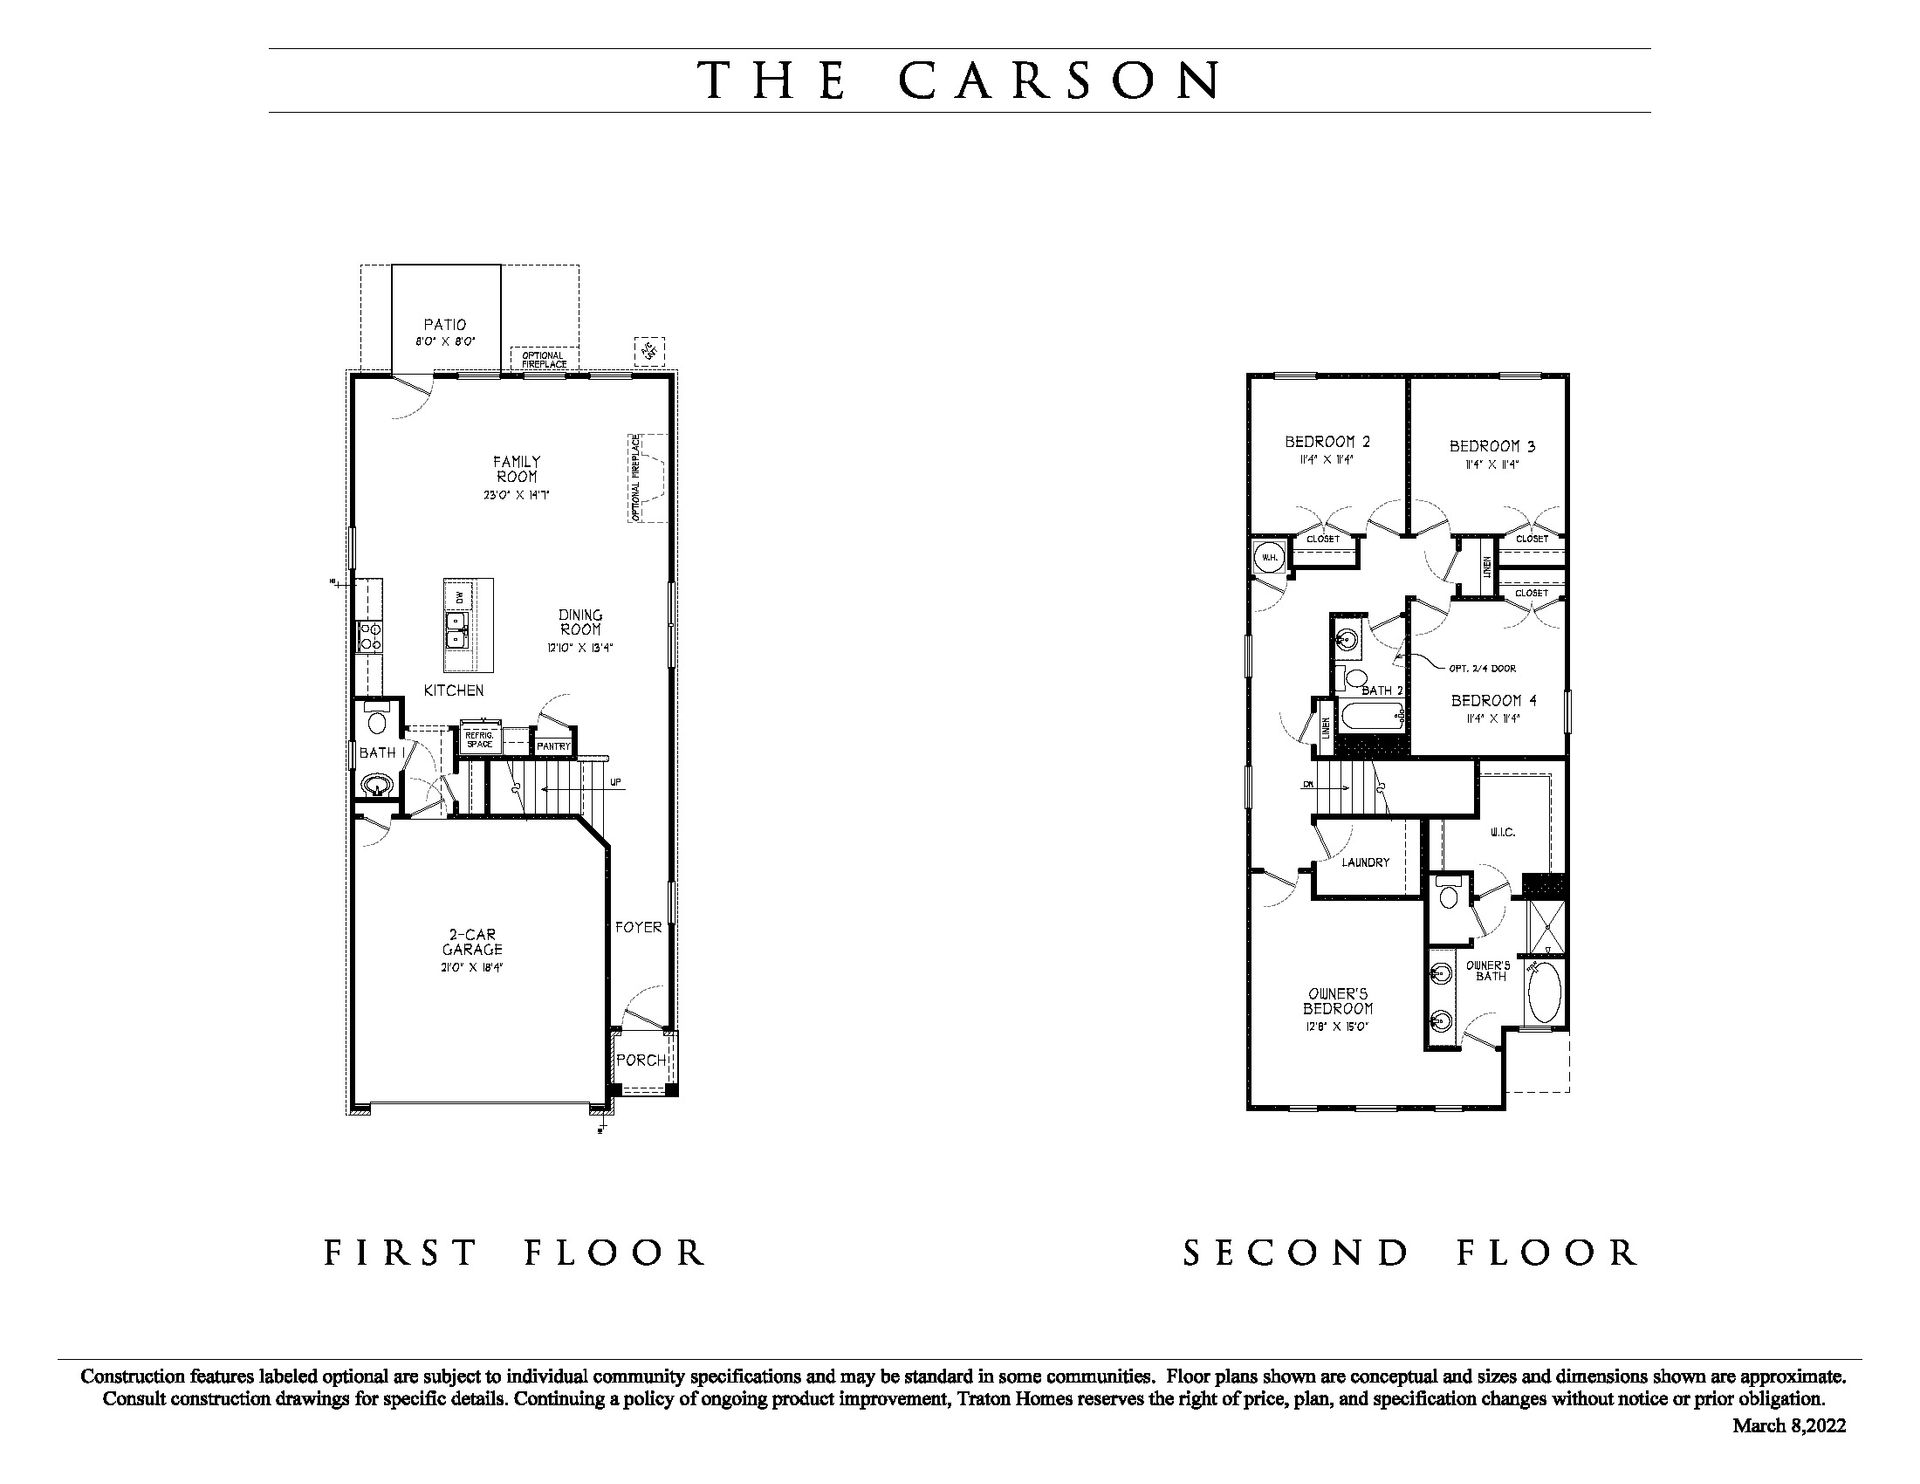 THE CARSON
PATIO
8'0" X 8'0"
OPTIONAL
FIREPLACE
A/C
UNIT
FAMILY
ROOM
23'0" X 14'7"
OPTIONAL FIREPLACE
DW
DINING
ROOM
12'10" X 13'4"
KITCHEN
REFRIG.
SPACE
PANTRY
BATH 1
UP
2-CAR
GARAGE
21'0" X 18'4"
FOYER
PORCH
FIRST FLOOR
BEDROOM 2
11'4" X 11'4"
BEDROOM 3
11'4" X 11'4"
CLOSET
CLOSET
W.H.
LINEN
CLOSET
OPT. 2/4 DOOR
BATH 2
BEDROOM 4
11'4" X 11'4"
LINEN
DN
W.I.C.
LAUNDRY
OWNER'S
BATH
OWNER'S
BEDROOM
12'8" X 15'0"
SECOND FLOOR
Construction features labeled optional are subject to individual community specifications and may be standard in some communities. Floor plans shown are conceptual and sizes and dimensions shown are approximate.
Consult construction drawings for specific details. Continuing a policy of ongoing product improvement, Traton Homes reserves the right of price, plan, and specification changes without notice or prior obligation.
March 8,2022